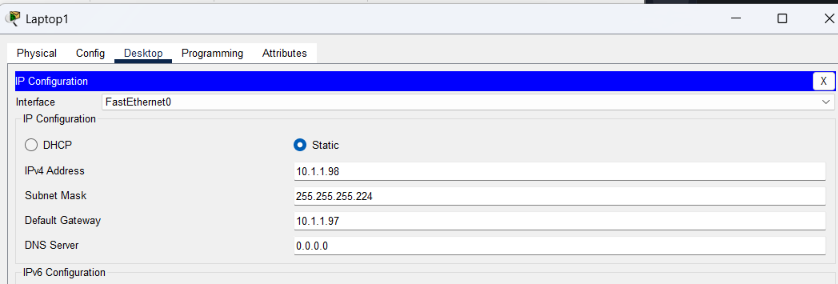 Laptop1
Physical Config Desktop Programming Attributes
IP Configuration X
Interface FastEthernet0
IP Configuration
DHCP Static
IPv4 Address 10.1.1.98
Subnet Mask 255.255.255.224
Default Gateway 10.1.1.97
DNS Server 0.0.0.0
IPv6 Configuration